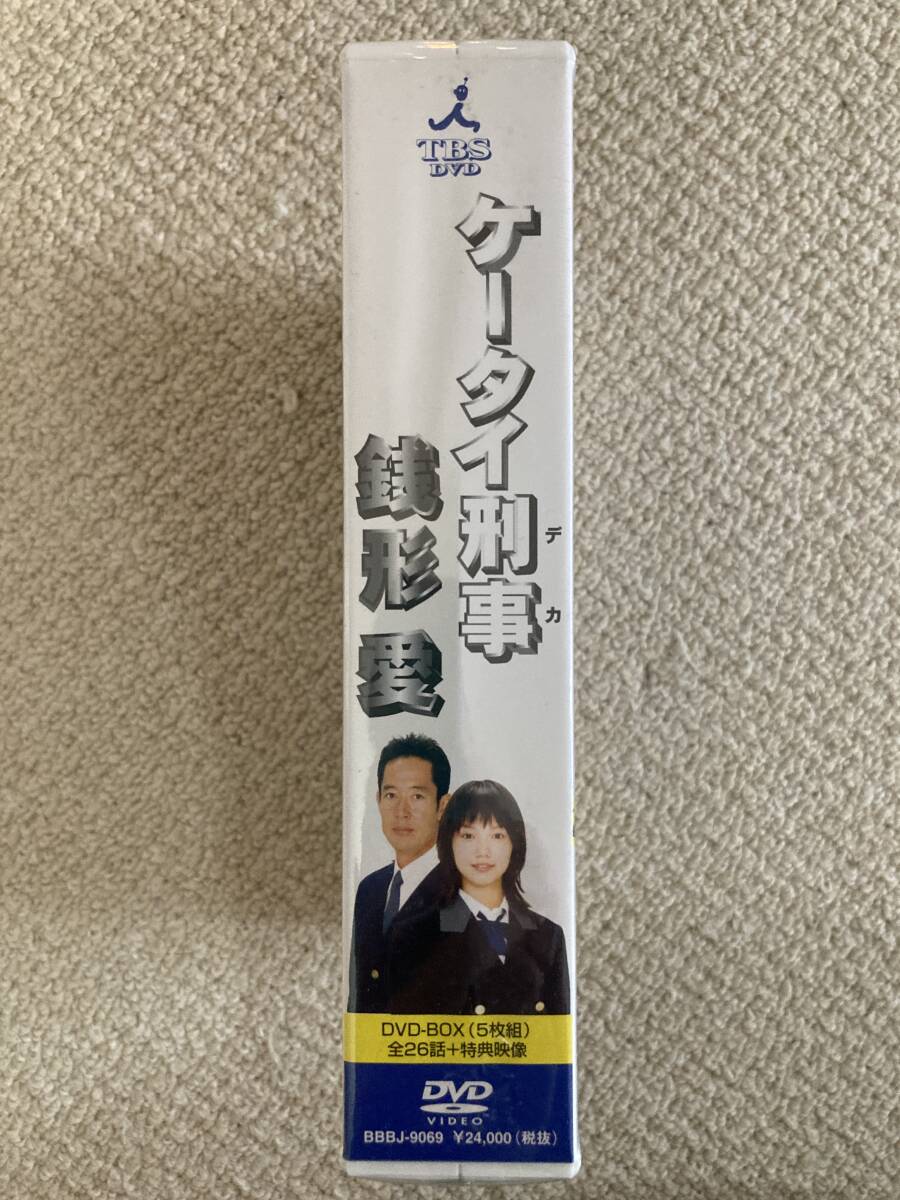 TBS
DVD
ケータイ刑事
デカ
銭形 愛
DVD-BOX(5枚組)
全26話+特典映像
DVD
VIDEO
BBBJ-9069 ¥24,000(税抜)